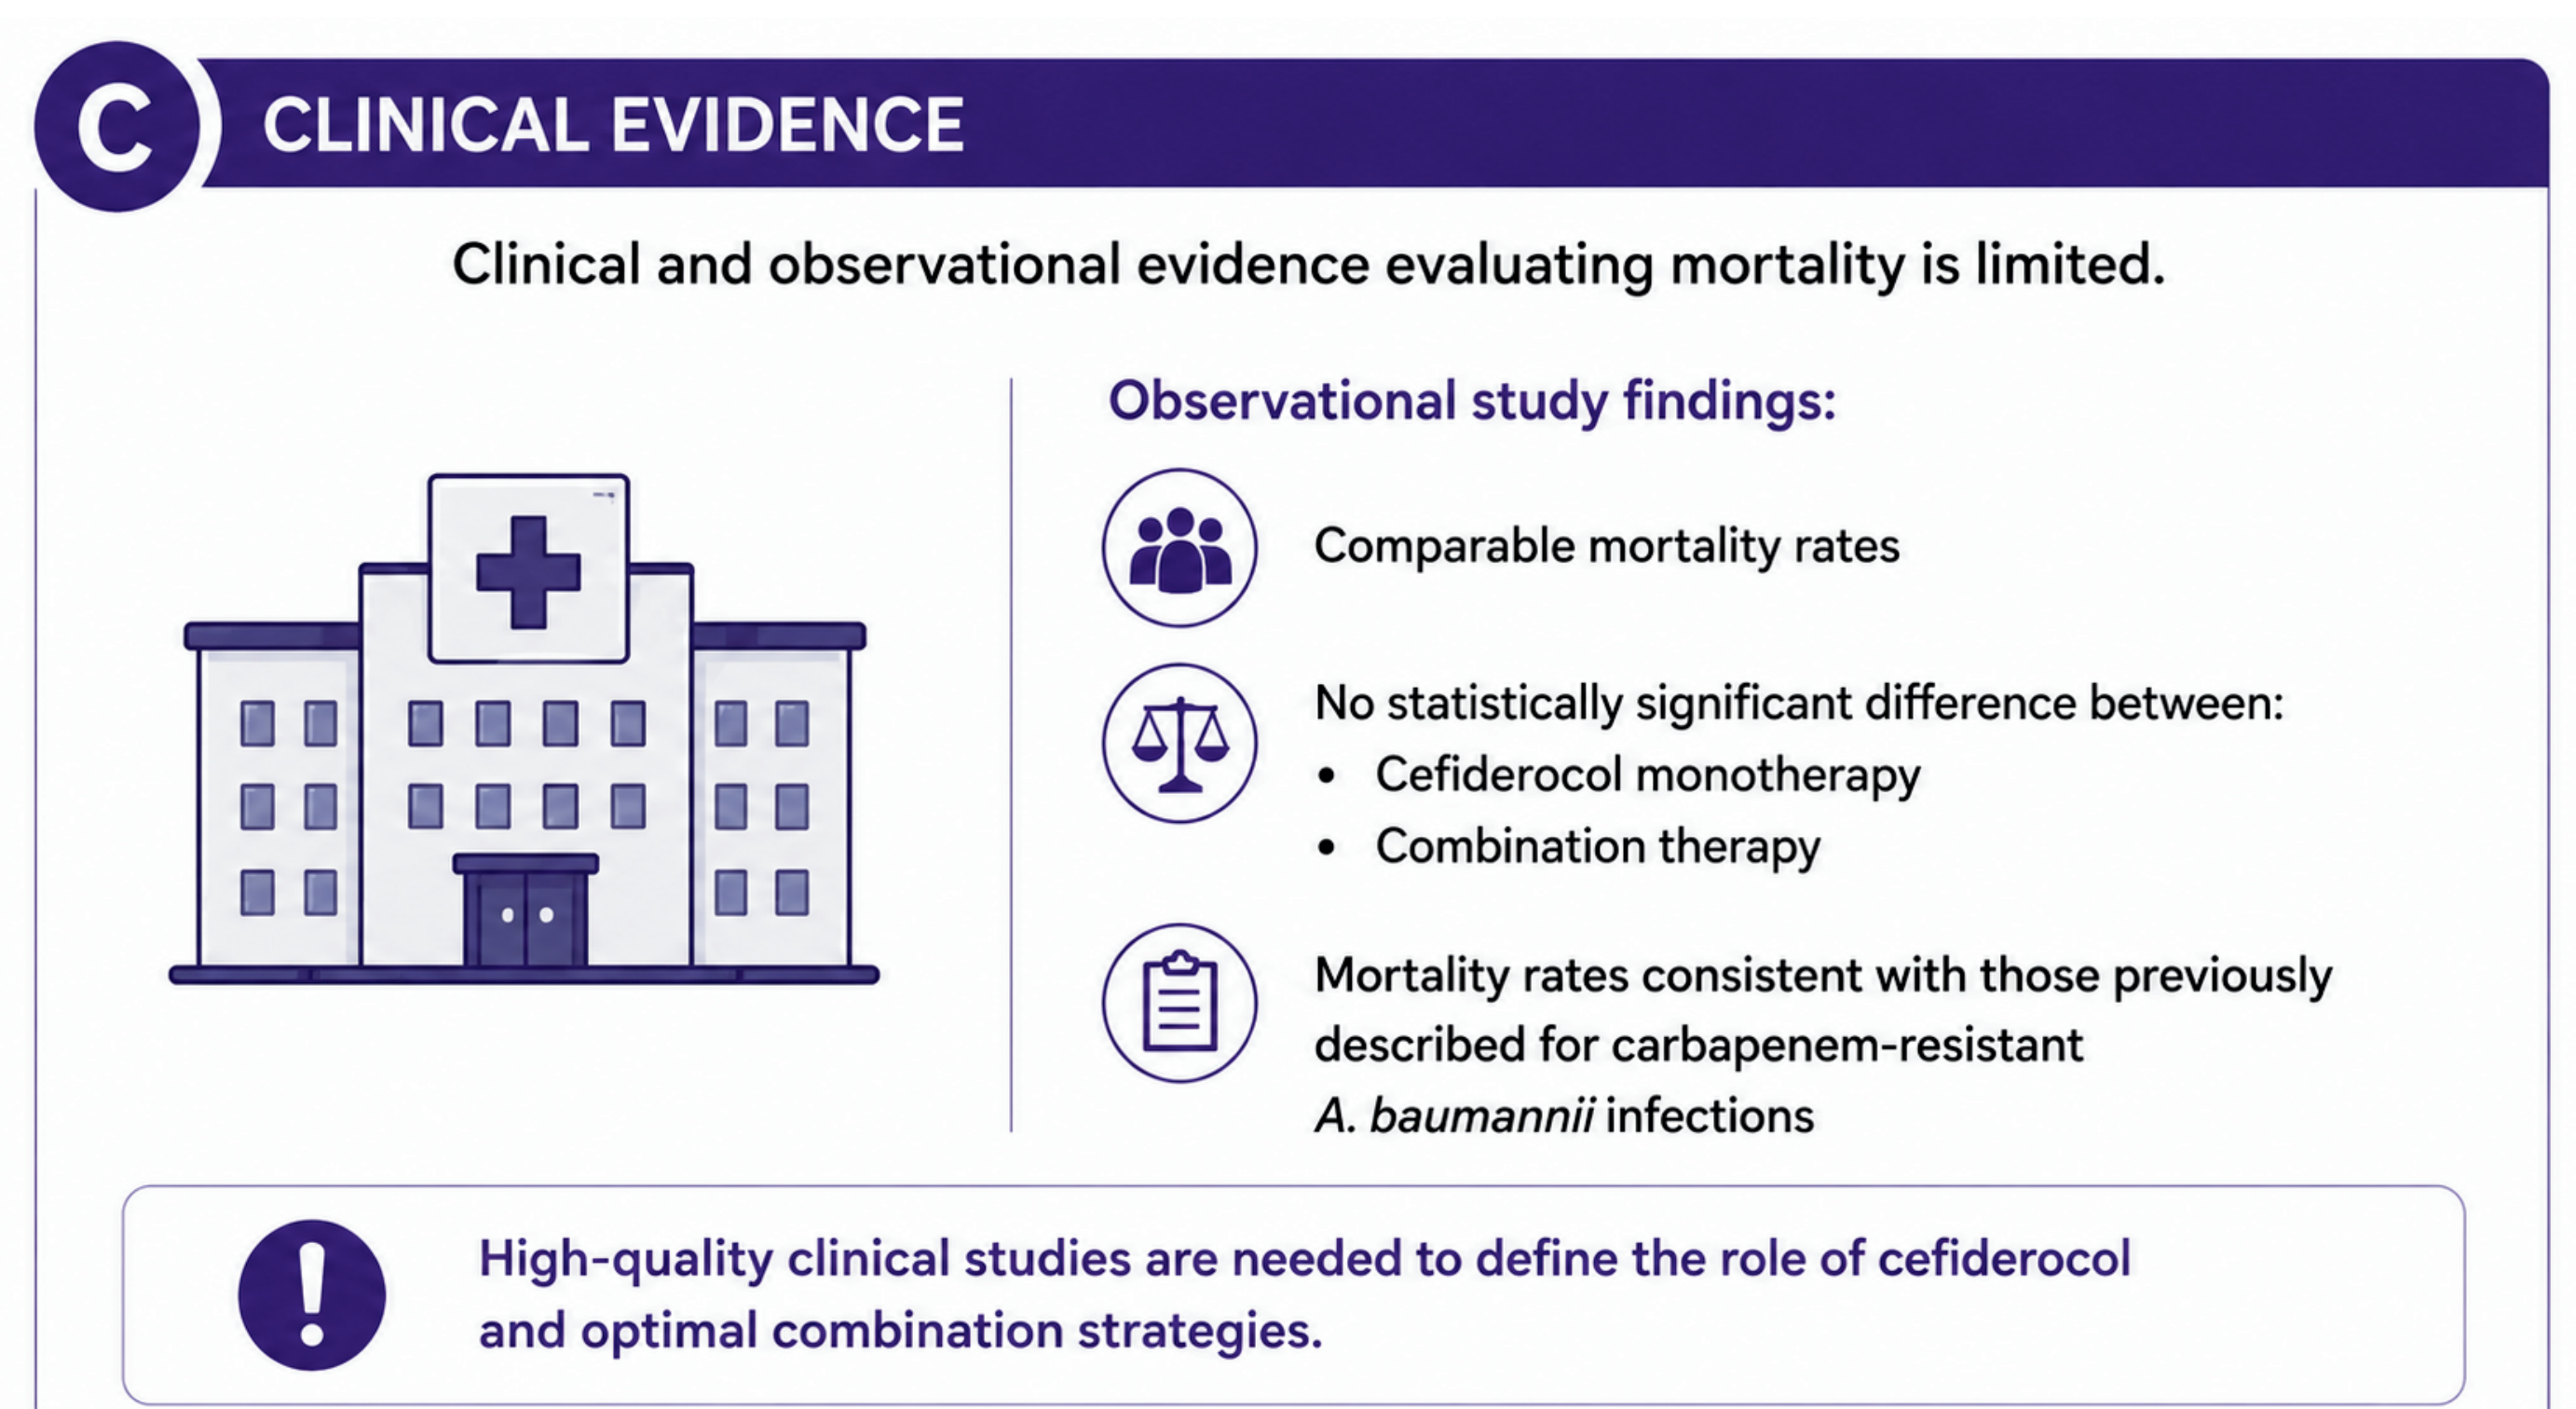 C
CLINICAL EVIDENCE
Clinical and observational evidence evaluating mortality is limited.
Observational study findings:
Comparable mortality rates
No statistically significant difference between:
• Cefiderocol monotherapy
• Combination therapy
Mortality rates consistent with those previously
described for carbapenem-resistant
A. baumannii infections
High-quality clinical studies are needed to define the role of cefiderocol
and optimal combination strategies.